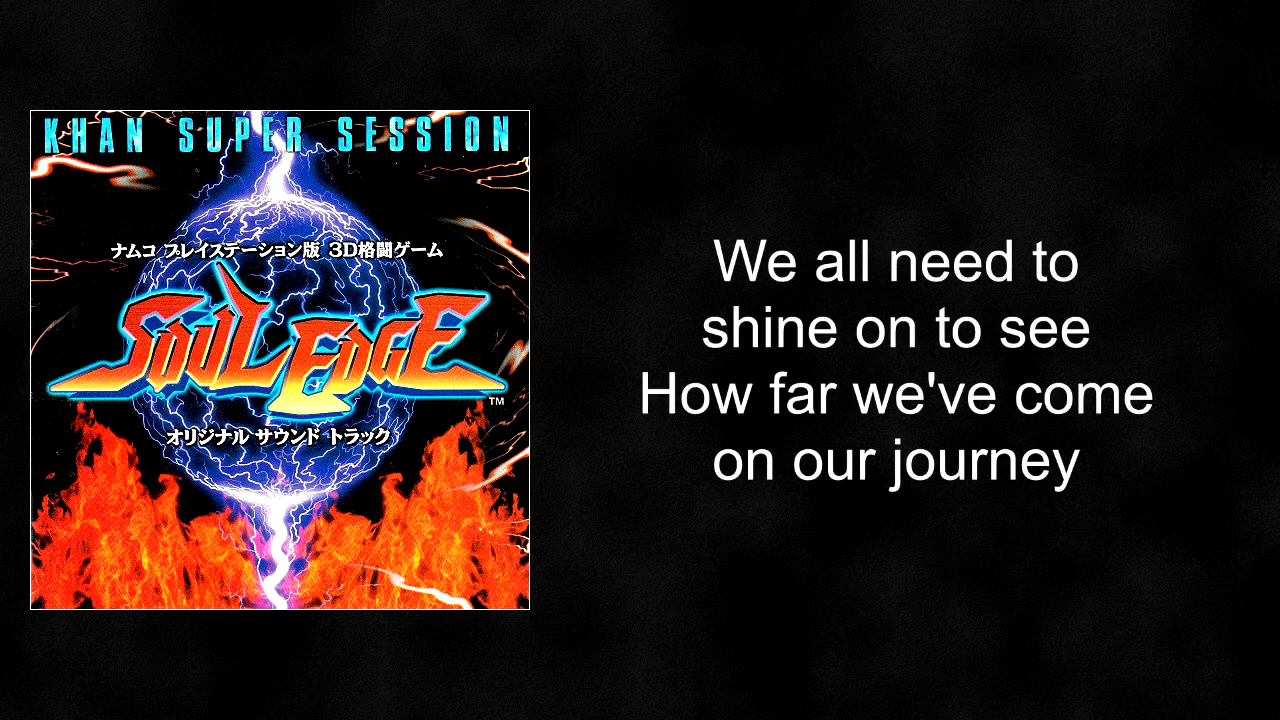 KHAN SUPER SESSION
ナムコ プレイステーション版 3D格闘ゲーム
SOUL EDGE
TM
オリジナル サウンド トラック
We all need to
shine on to see
How far we've come
on our journey